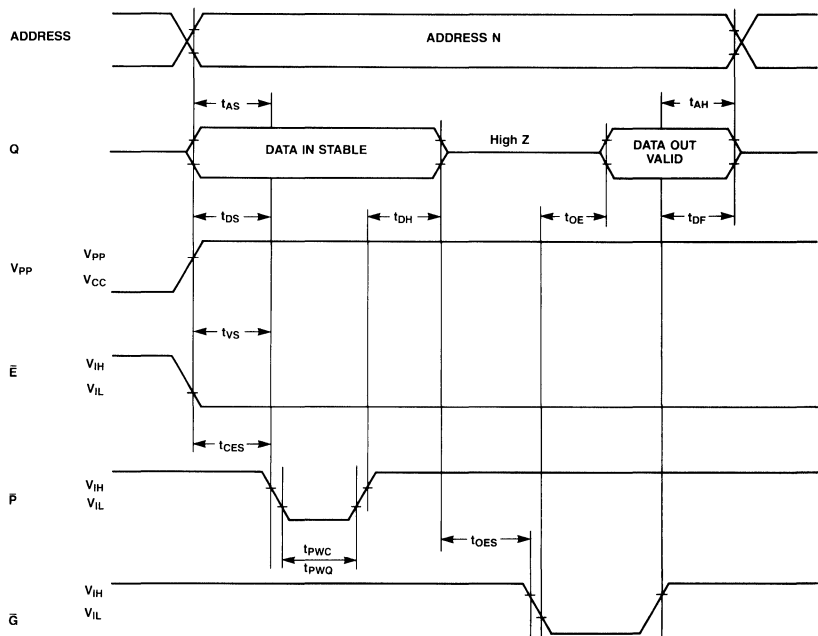 ADDRESS
ADDRESS N
tAS
tAH
Q
DATA IN STABLE
High Z
DATA OUT
VALID
tDS
tDH
tOE
tDF
VPP
VPP
VCC
tVS
Ē
VIH
VIL
tCES
P̄
VIH
VIL
tPWC
tPWQ
tOES
Ḡ
VIH
VIL